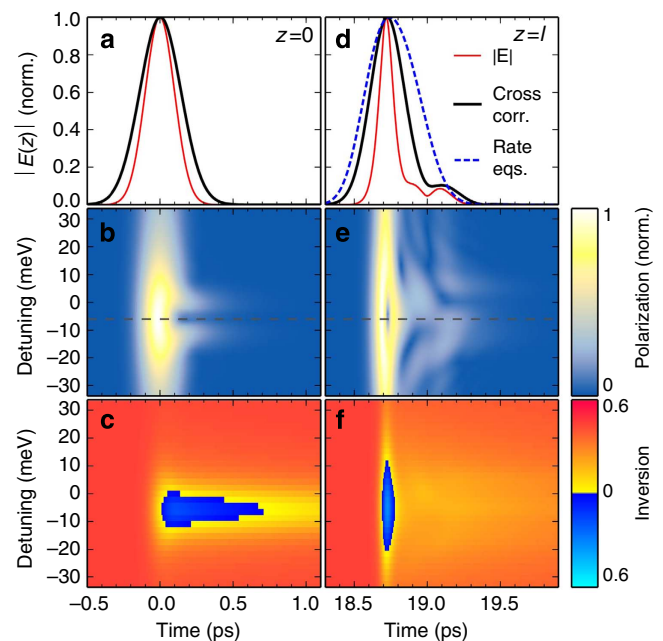 a
z=0
d
z=l
|E|
Cross
corr.
Rate
eqs.
|E(z)| (norm.)
1.0
0.8
0.6
0.4
0.2
0.0
b
e
Detuning (meV)
30
20
10
0
−10
−20
−30
1
0
Polarization (norm.)
c
f
Detuning (meV)
30
20
10
0
−10
−20
−30
0.6
0
0.6
Inversion
−0.5
0.0
0.5
1.0
18.5
19.0
19.5
Time (ps)
Time (ps)